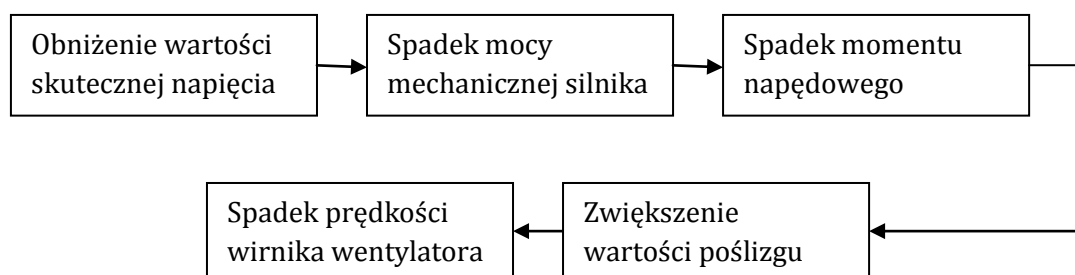 Obniżenie wartości
skutecznej napięcia
Spadek mocy
mechanicznej silnika
Spadek momentu
napędowego
Zwiększenie
wartości poślizgu
Spadek prędkości
wirnika wentylatora